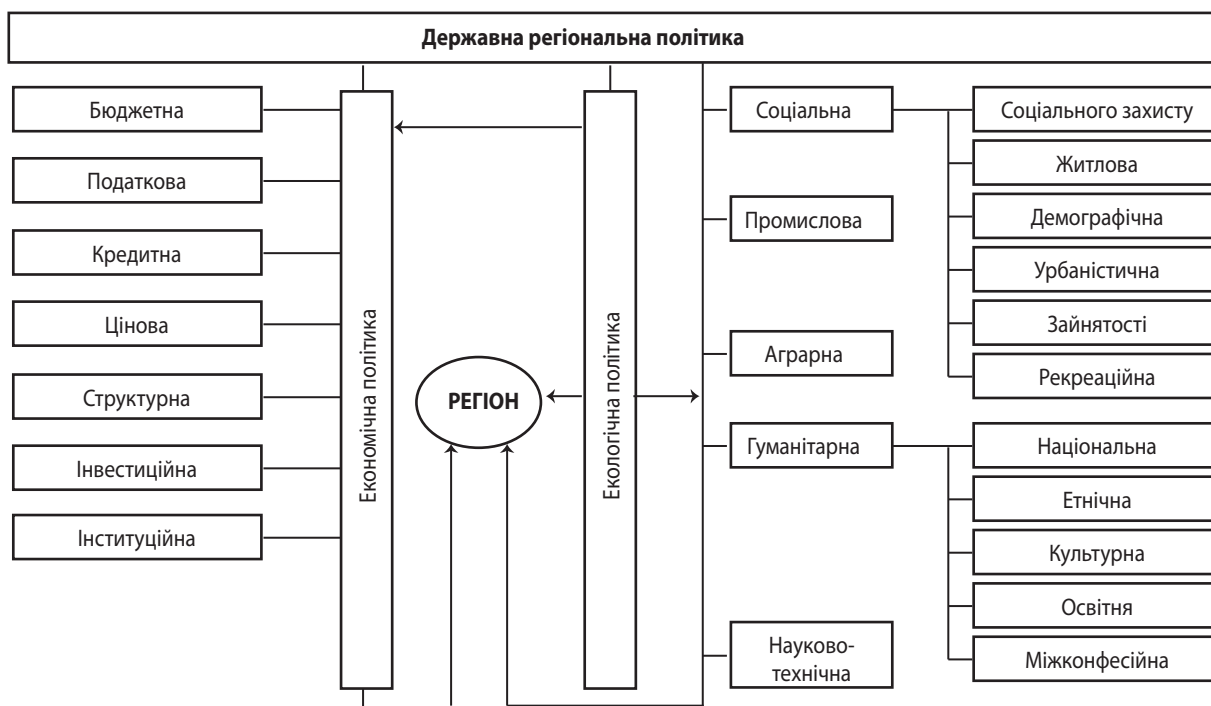 Державна регіональна політика
Бюджетна
Податкова
Кредитна
Цінова
Структурна
Інвестиційна
Інституційна
Економічна політика
РЕГІОН
Екологічна політика
Соціальна
Промислова
Аграрна
Гуманітарна
Науково-
технічна
Соціального захисту
Житлова
Демографічна
Урбаністична
Зайнятості
Рекреаційна
Національна
Етнічна
Культурна
Освітня
Міжконфесійна